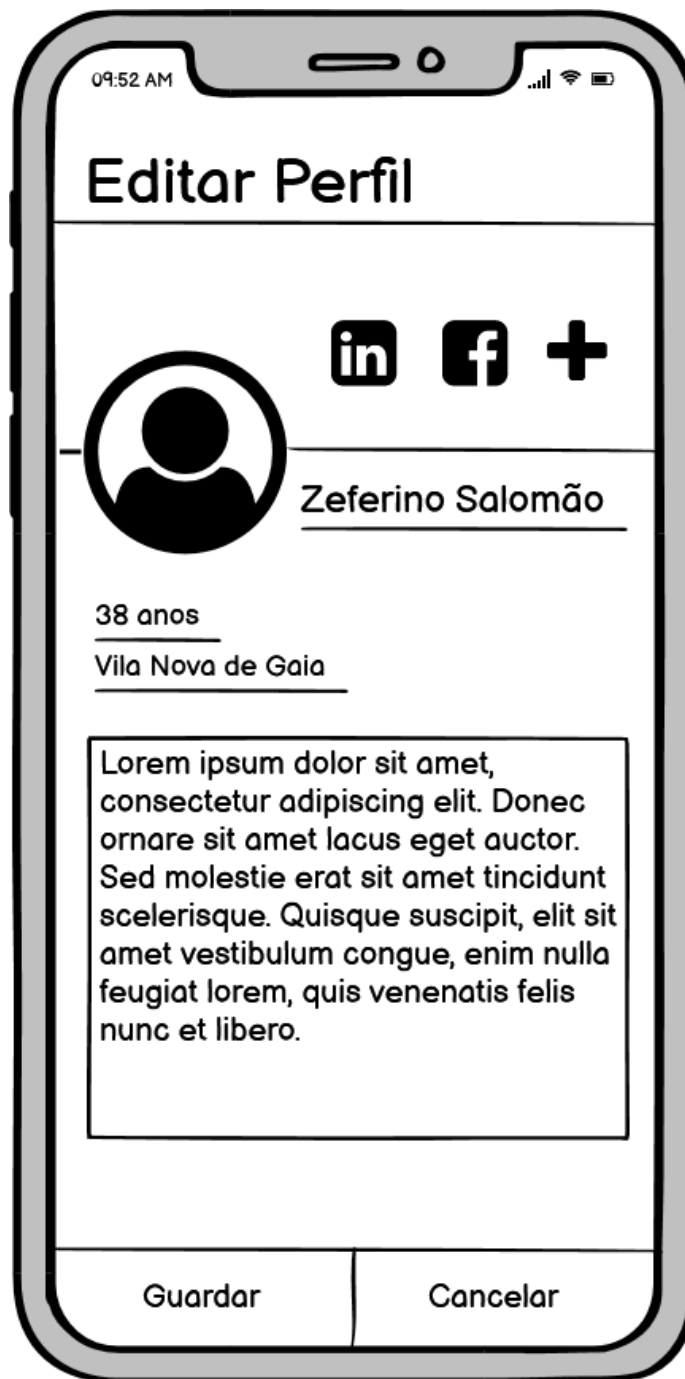 09:52 AM
Editar Perfil
in f
Zeferino Salomão
38 anos
Vila Nova de Gaia
Lorem ipsum dolor sit amet,
consectetur adipiscing elit. Donec
ornare sit amet lacus eget auctor.
Sed molestie erat sit amet tincidunt
scelerisque. Quisque suscipit, elit sit
amet vestibulum congue, enim nulla
feugiat lorem, quis venenatis felis
nunc et libero.
Guardar Cancelar